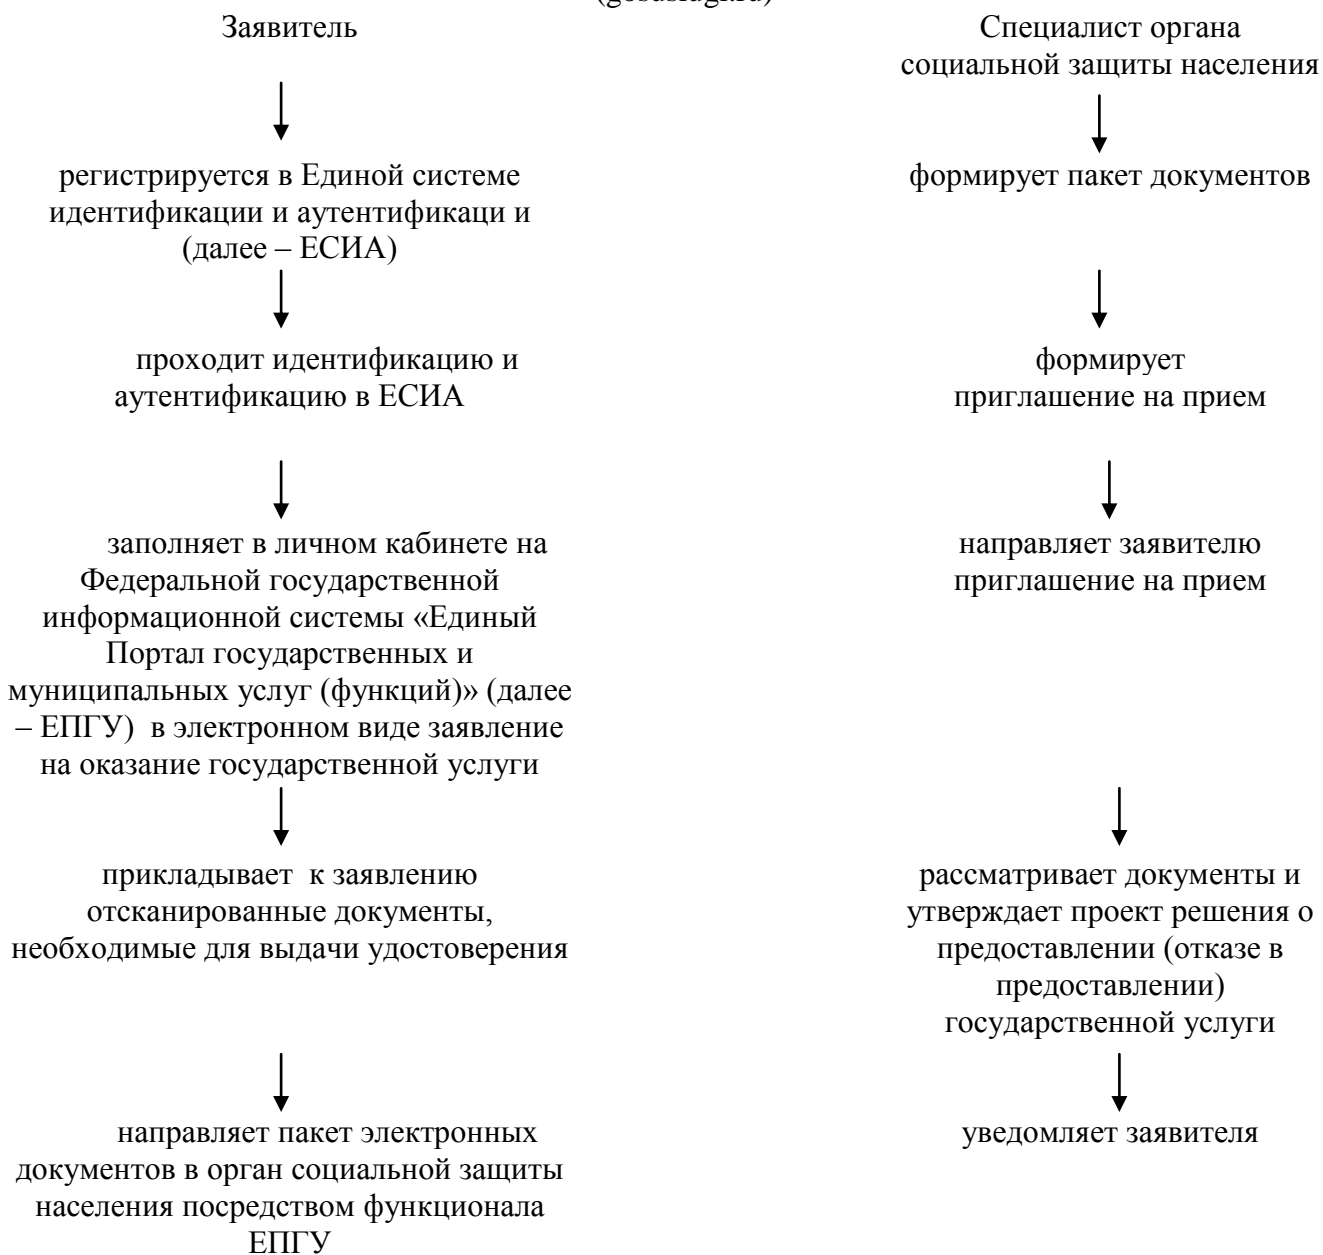 Заявитель
регистрируется в Единой системе
идентификации и аутентификаци и
(далее – ЕСИА)
проходит идентификацию и
аутентификацию в ЕСИА
заполняет в личном кабинете на
Федеральной государственной
информационной системы «Единый
Портал государственных и
муниципальных услуг (функций)» (далее
– ЕПГУ) в электронном виде заявление
на оказание государственной услуги
прикладывает к заявлению
отсканированные документы,
необходимые для выдачи удостоверения
направляет пакет электронных
документов в орган социальной защиты
населения посредством функционала
ЕПГУ
Специалист органа
социальной защиты населения
формирует пакет документов
формирует
приглашение на прием
направляет заявителю
приглашение на прием
рассматривает документы и
утверждает проект решения о
предоставлении (отказе в
предоставлении)
государственной услуги
уведомляет заявителя